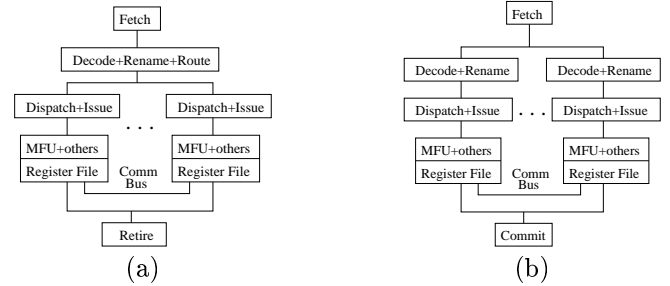 Fetch
Decode+Rename+Route
Dispatch+Issue Dispatch+Issue
. . .
MFU+others MFU+others
Register File Comm Bus Register File
Retire
(a)
Fetch
Decode+Rename Decode+Rename
Dispatch+Issue . . . Dispatch+Issue
MFU+others MFU+others
Register File Comm Bus Register File
Commit
(b)